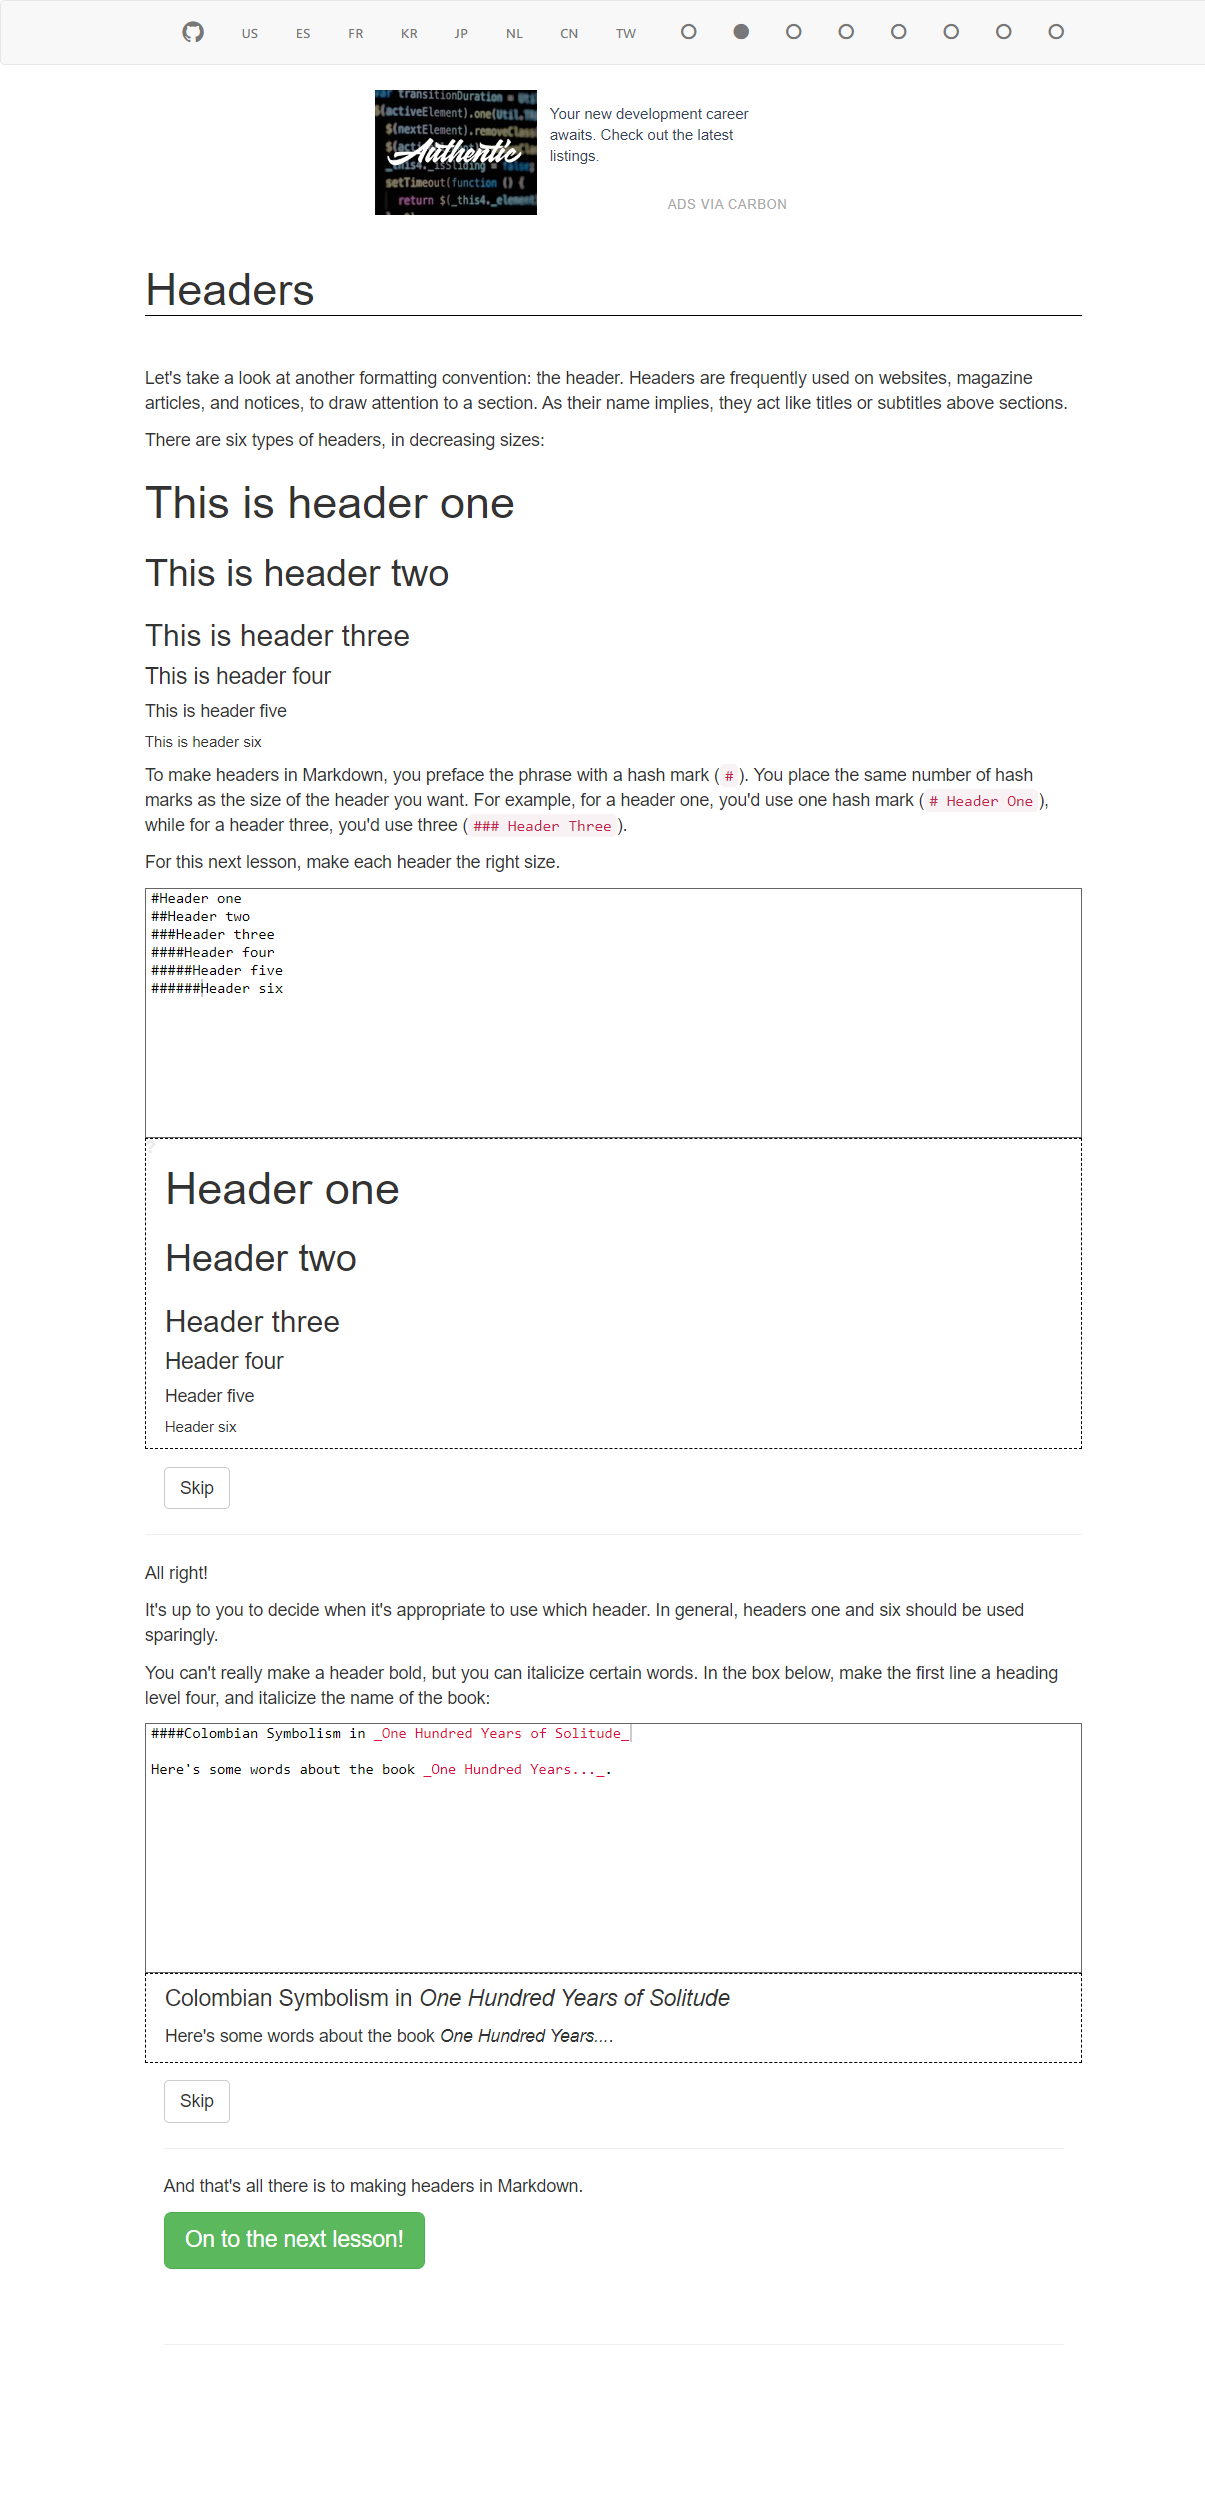 US ES FR KR JP NL CN TW
var transitionDuration = Util.
$(activeElement).one(Util.
$(nextElement).removeClass
Authentic
setTimeout(function () {
return $(_this4._element
Your new development career
awaits. Check out the latest
listings.
ADS VIA CARBON
Headers
Let's take a look at another formatting convention: the header. Headers are frequently used on websites, magazine
articles, and notices, to draw attention to a section. As their name implies, they act like titles or subtitles above sections.
There are six types of headers, in decreasing sizes:
This is header one
This is header two
This is header three
This is header four
This is header five
This is header six
To make headers in Markdown, you preface the phrase with a hash mark ( # ). You place the same number of hash
marks as the size of the header you want. For example, for a header one, you'd use one hash mark ( # Header One ),
while for a header three, you'd use three ( ### Header Three ).
For this next lesson, make each header the right size.
#Header one
##Header two
###Header three
####Header four
#####Header five
######Header six
Header one
Header two
Header three
Header four
Header five
Header six
Skip
All right!
It's up to you to decide when it's appropriate to use which header. In general, headers one and six should be used
sparingly.
You can't really make a header bold, but you can italicize certain words. In the box below, make the first line a heading
level four, and italicize the name of the book:
####Colombian Symbolism in _One Hundred Years of Solitude_
Here's some words about the book _One Hundred Years..._.
Colombian Symbolism in One Hundred Years of Solitude
Here's some words about the book One Hundred Years....
Skip
And that's all there is to making headers in Markdown.
On to the next lesson!